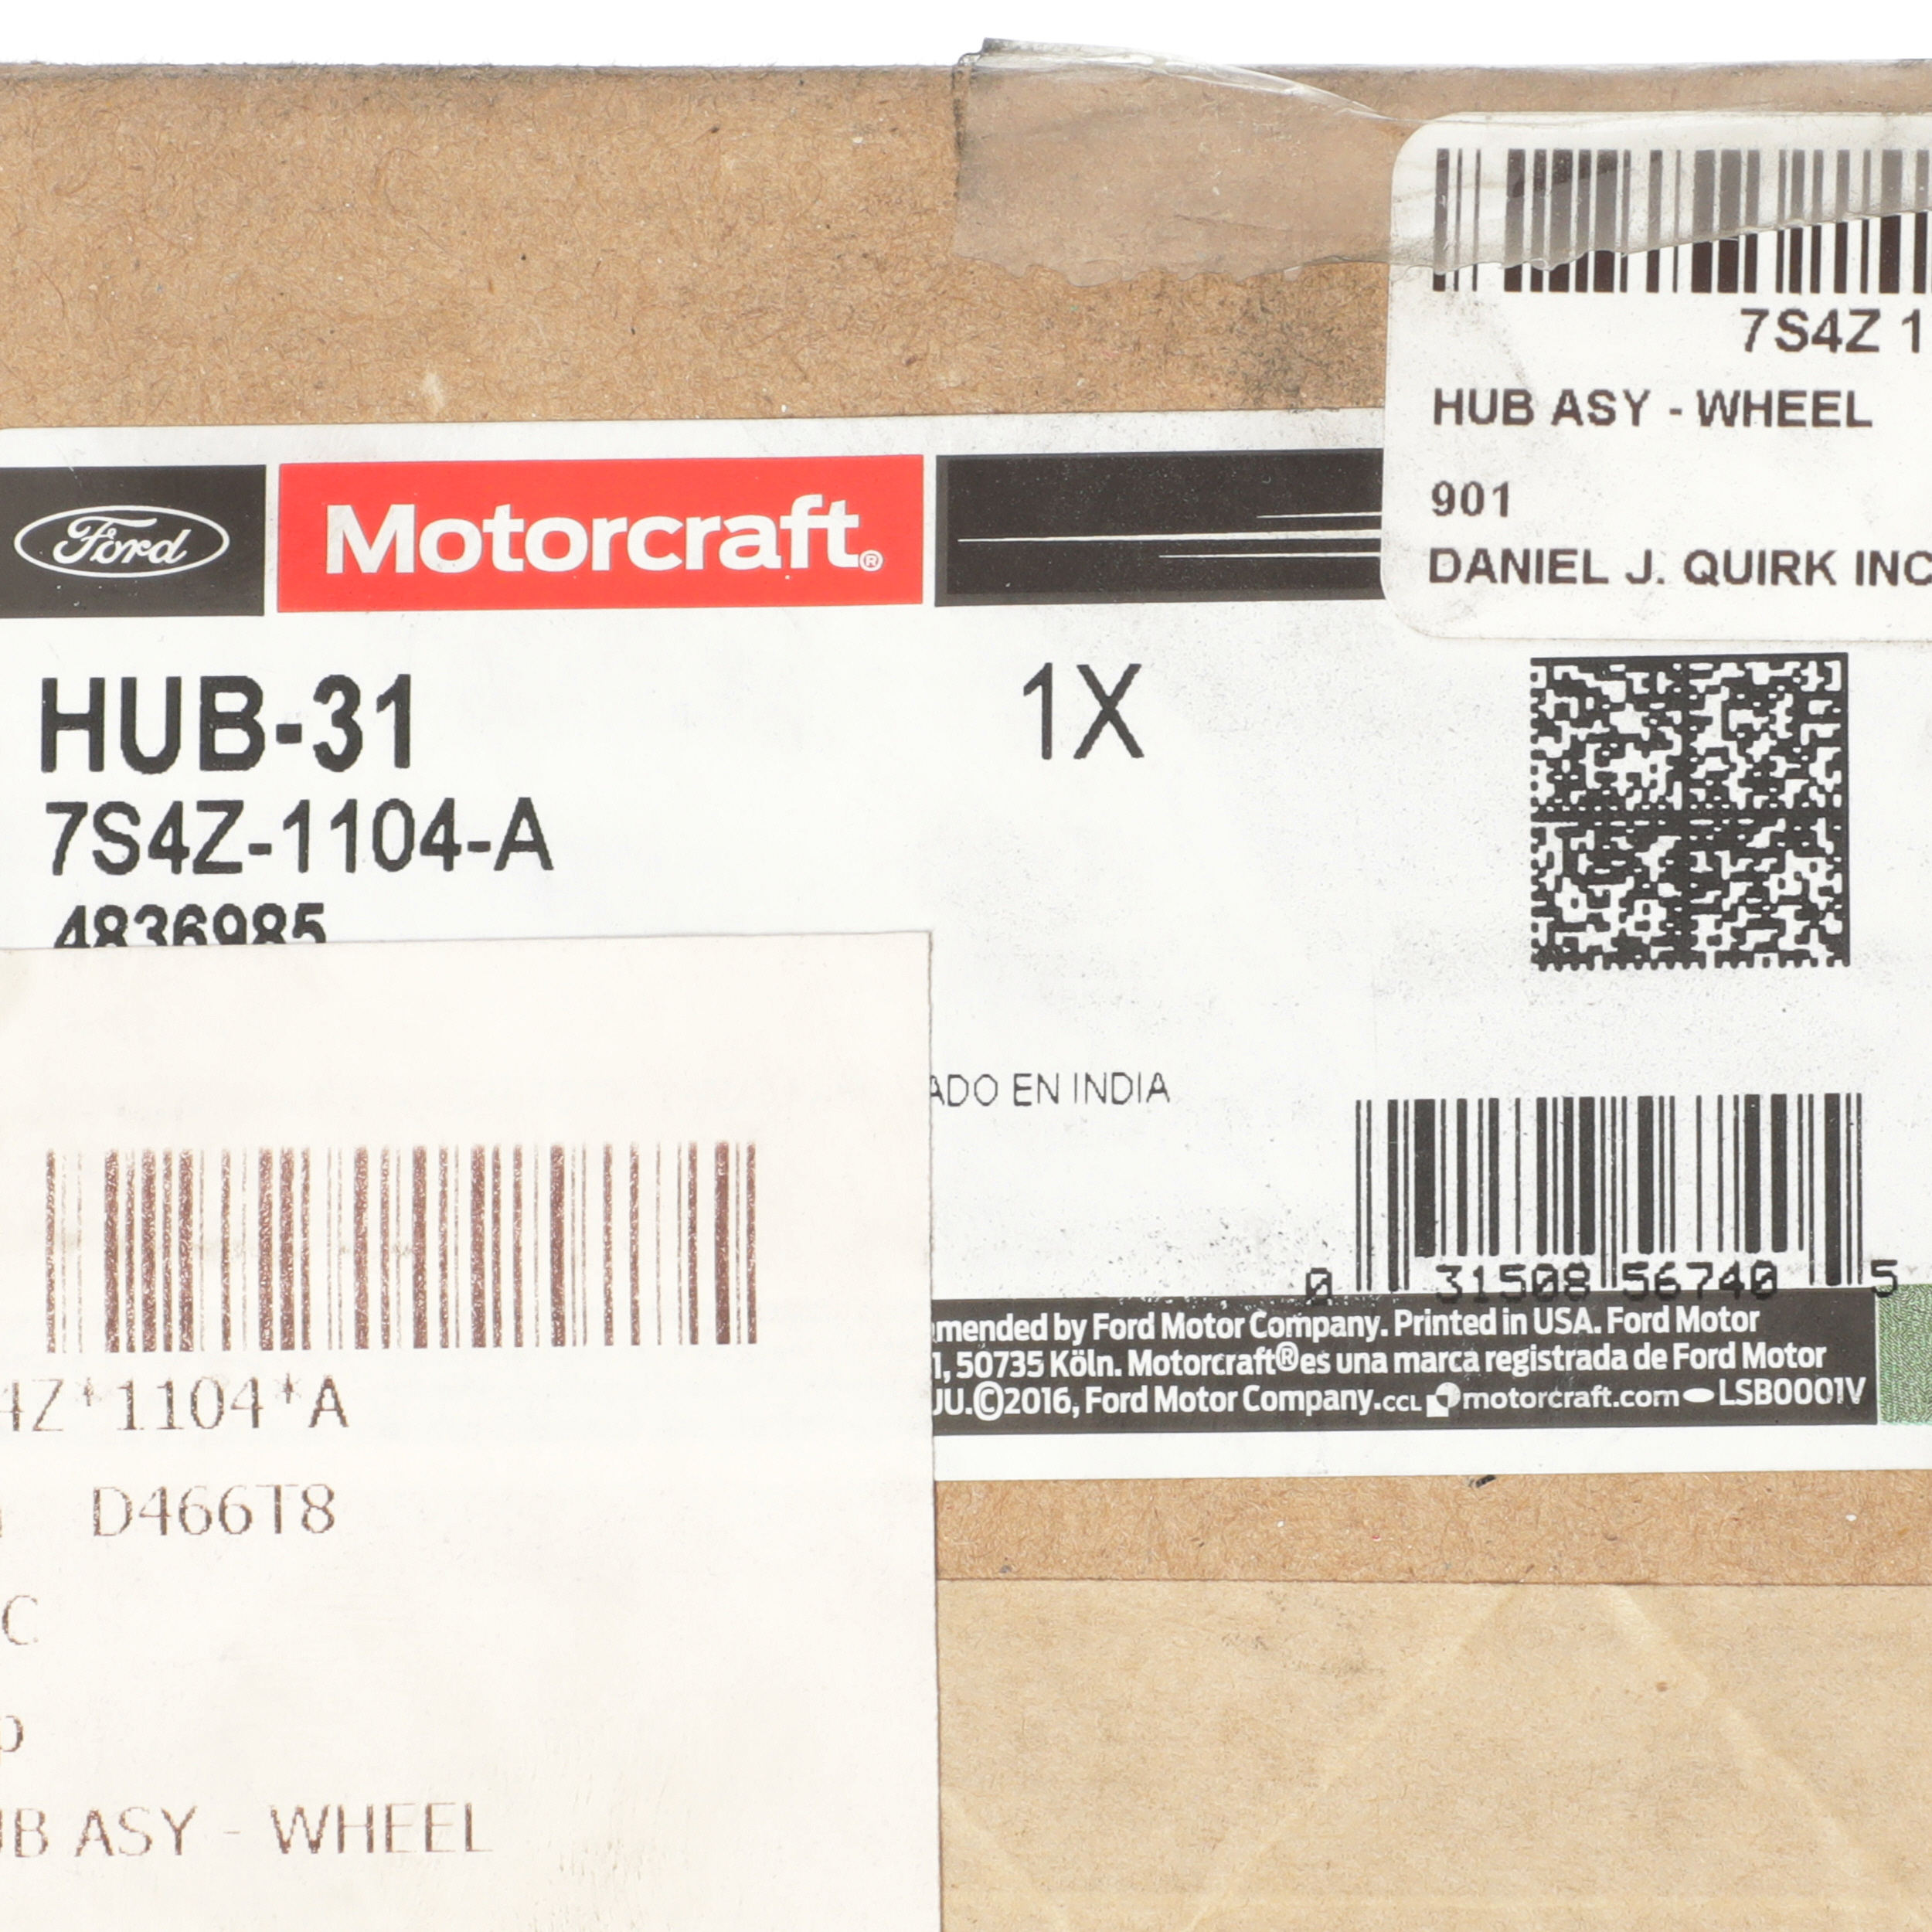 7S4Z 1
HUB ASY - WHEEL
901
DANIEL J. QUIRK INC
Ford
Motorcraft®
HUB-31
1X
7S4Z-1104-A
4836985
ADO EN INDIA
0 31508 56740 5
mended by Ford Motor Company. Printed in USA. Ford Motor
1, 50735 Köln. Motorcraft® es una marca registrada de Ford Motor
JU. ©2016, Ford Motor Company. CCL motorcraft.com LSB0001V
4Z*1104*A
D466T8
C
p
UB ASY - WHEEL